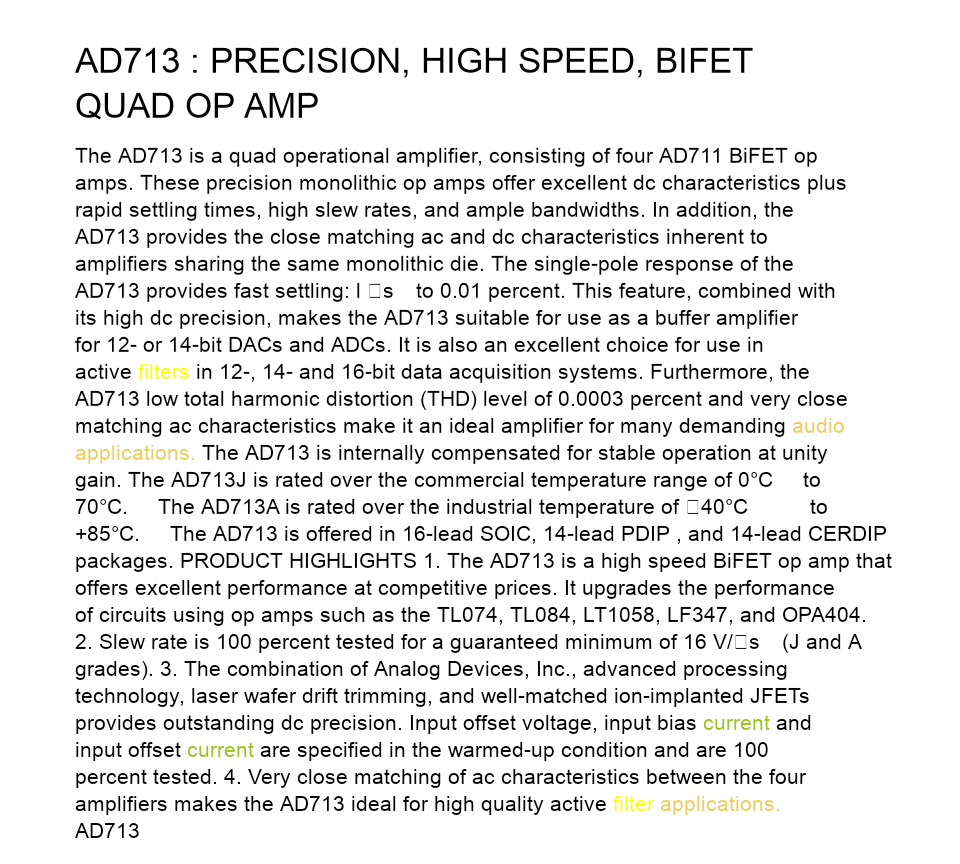 AD713 : PRECISION, HIGH SPEED, BIFET
QUAD OP AMP
The AD713 is a quad operational amplifier, consisting of four AD711 BiFET op
amps. These precision monolithic op amps offer excellent dc characteristics plus
rapid settling times, high slew rates, and ample bandwidths. In addition, the
AD713 provides the close matching ac and dc characteristics inherent to
amplifiers sharing the same monolithic die. The single-pole response of the
AD713 provides fast settling: l □s to 0.01 percent. This feature, combined with
its high dc precision, makes the AD713 suitable for use as a buffer amplifier
for 12- or 14-bit DACs and ADCs. It is also an excellent choice for use in
active filters in 12-, 14- and 16-bit data acquisition systems. Furthermore, the
AD713 low total harmonic distortion (THD) level of 0.0003 percent and very close
matching ac characteristics make it an ideal amplifier for many demanding audio
applications. The AD713 is internally compensated for stable operation at unity
gain. The AD713J is rated over the commercial temperature range of 0°C to
70°C. The AD713A is rated over the industrial temperature of □40°C to
+85°C. The AD713 is offered in 16-lead SOIC, 14-lead PDIP , and 14-lead CERDIP
packages. PRODUCT HIGHLIGHTS 1. The AD713 is a high speed BiFET op amp that
offers excellent performance at competitive prices. It upgrades the performance
of circuits using op amps such as the TL074, TL084, LT1058, LF347, and OPA404.
2. Slew rate is 100 percent tested for a guaranteed minimum of 16 V/□s (J and A
grades). 3. The combination of Analog Devices, Inc., advanced processing
technology, laser wafer drift trimming, and well-matched ion-implanted JFETs
provides outstanding dc precision. Input offset voltage, input bias current and
input offset current are specified in the warmed-up condition and are 100
percent tested. 4. Very close matching of ac characteristics between the four
amplifiers makes the AD713 ideal for high quality active filter applications.
AD713